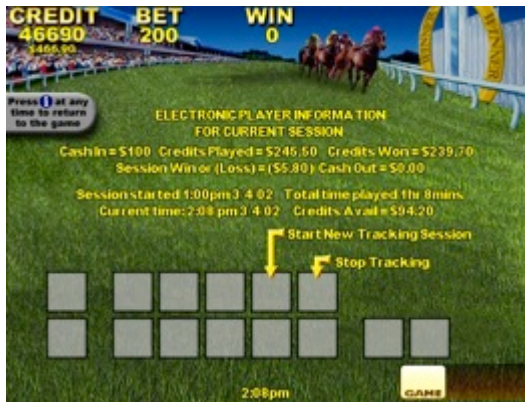 CREDIT BET WIN
46690 200 0
$466.90
Press i at any
time to return
to the game
WINNER
ELECTRONIC PLAYER INFORMATION
FOR CURRENT SESSION
Cash In = $100 Credits Played = $245.50 Credits Won = $239.70
Session Win or (Loss) = ($5.80) Cash Out = $0.00
Session started 1:00pm 3 4 02 Total time played 1hr 8mins
Current time: 2:08 pm 3 4 02 Credits Avail = $94.20
Start New Tracking Session
Stop Tracking
2:08pm
GAME